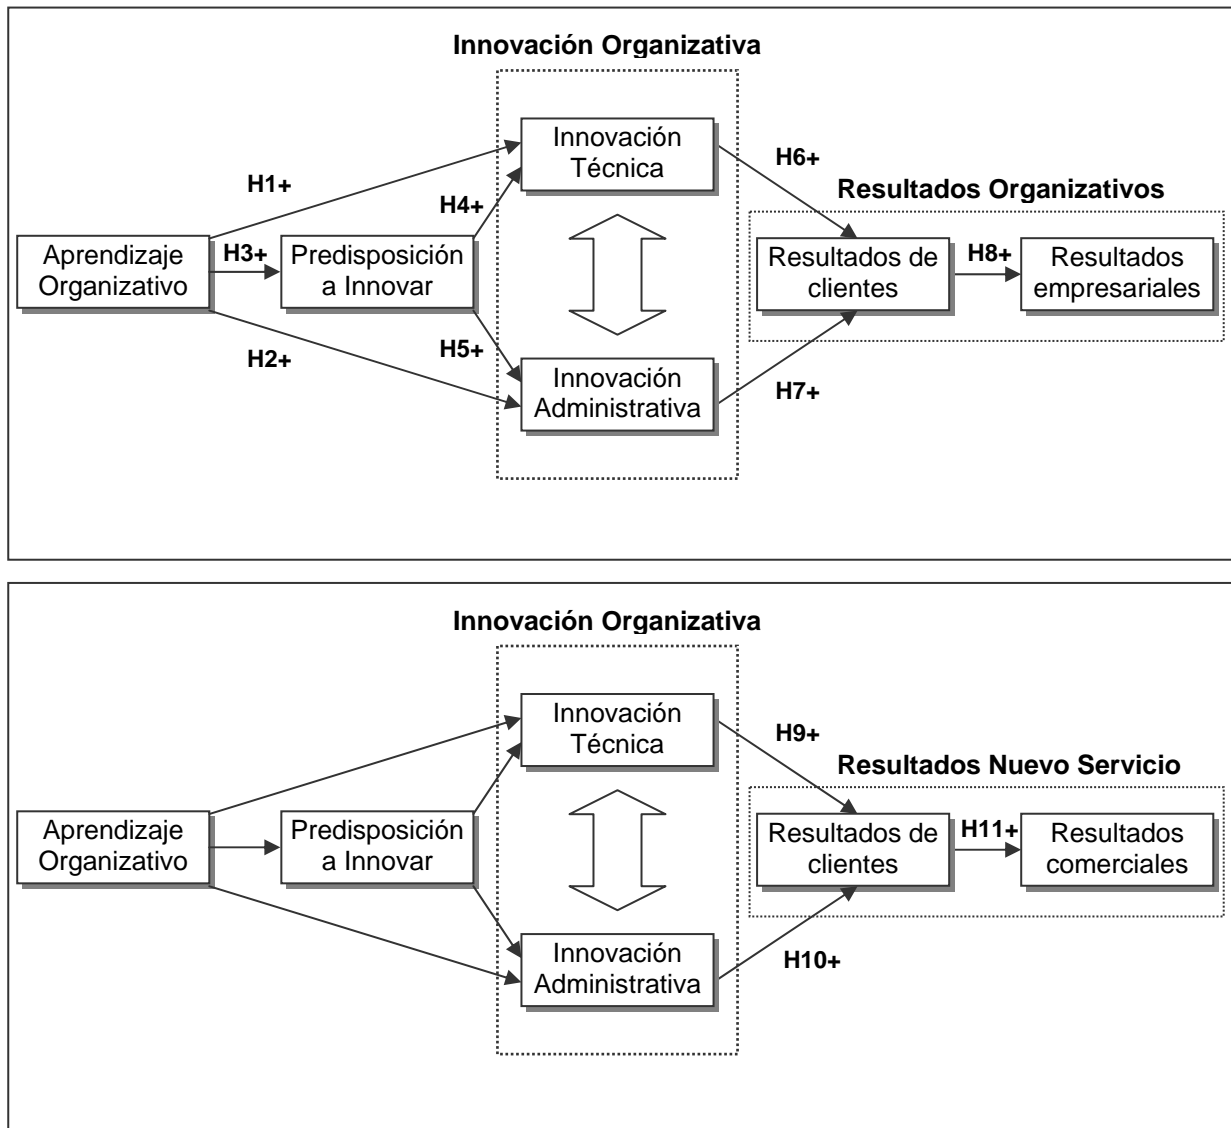 Innovación Organizativa
Innovación
Técnica
H6+
H1+
Resultados Organizativos
H4+
Aprendizaje
Organizativo
H3+
Predisposición
a Innovar
Resultados de
clientes
H8+
Resultados
empresariales
H2+
H5+
Innovación
Administrativa
H7+
Innovación Organizativa
Innovación
Técnica
H9+
Resultados Nuevo Servicio
Aprendizaje
Organizativo
Predisposición
a Innovar
Resultados de
clientes
H11+
Resultados
comerciales
Innovación
Administrativa
H10+